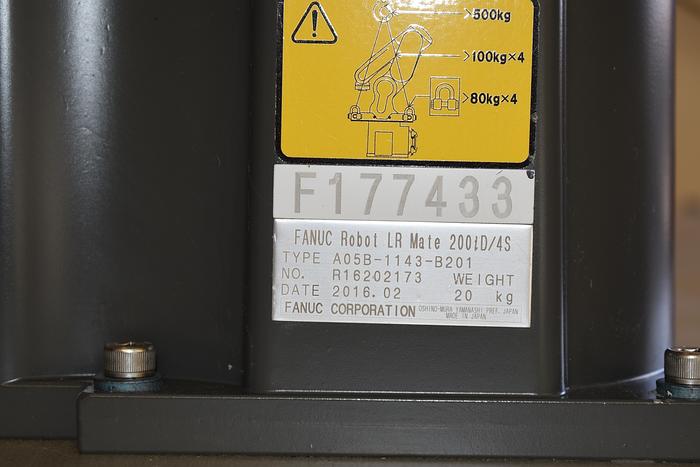 >500kg
>100kg×4
>80kg×4
F177433
FANUC Robot LR Mate 200iD/4S
TYPE A05B-1143-B201
NO. R16202173 WEIGHT
DATE 2016.02 20 kg
FANUC CORPORATION OSHINO-MURA YAMANASHI PREF. JAPAN
MADE IN JAPAN